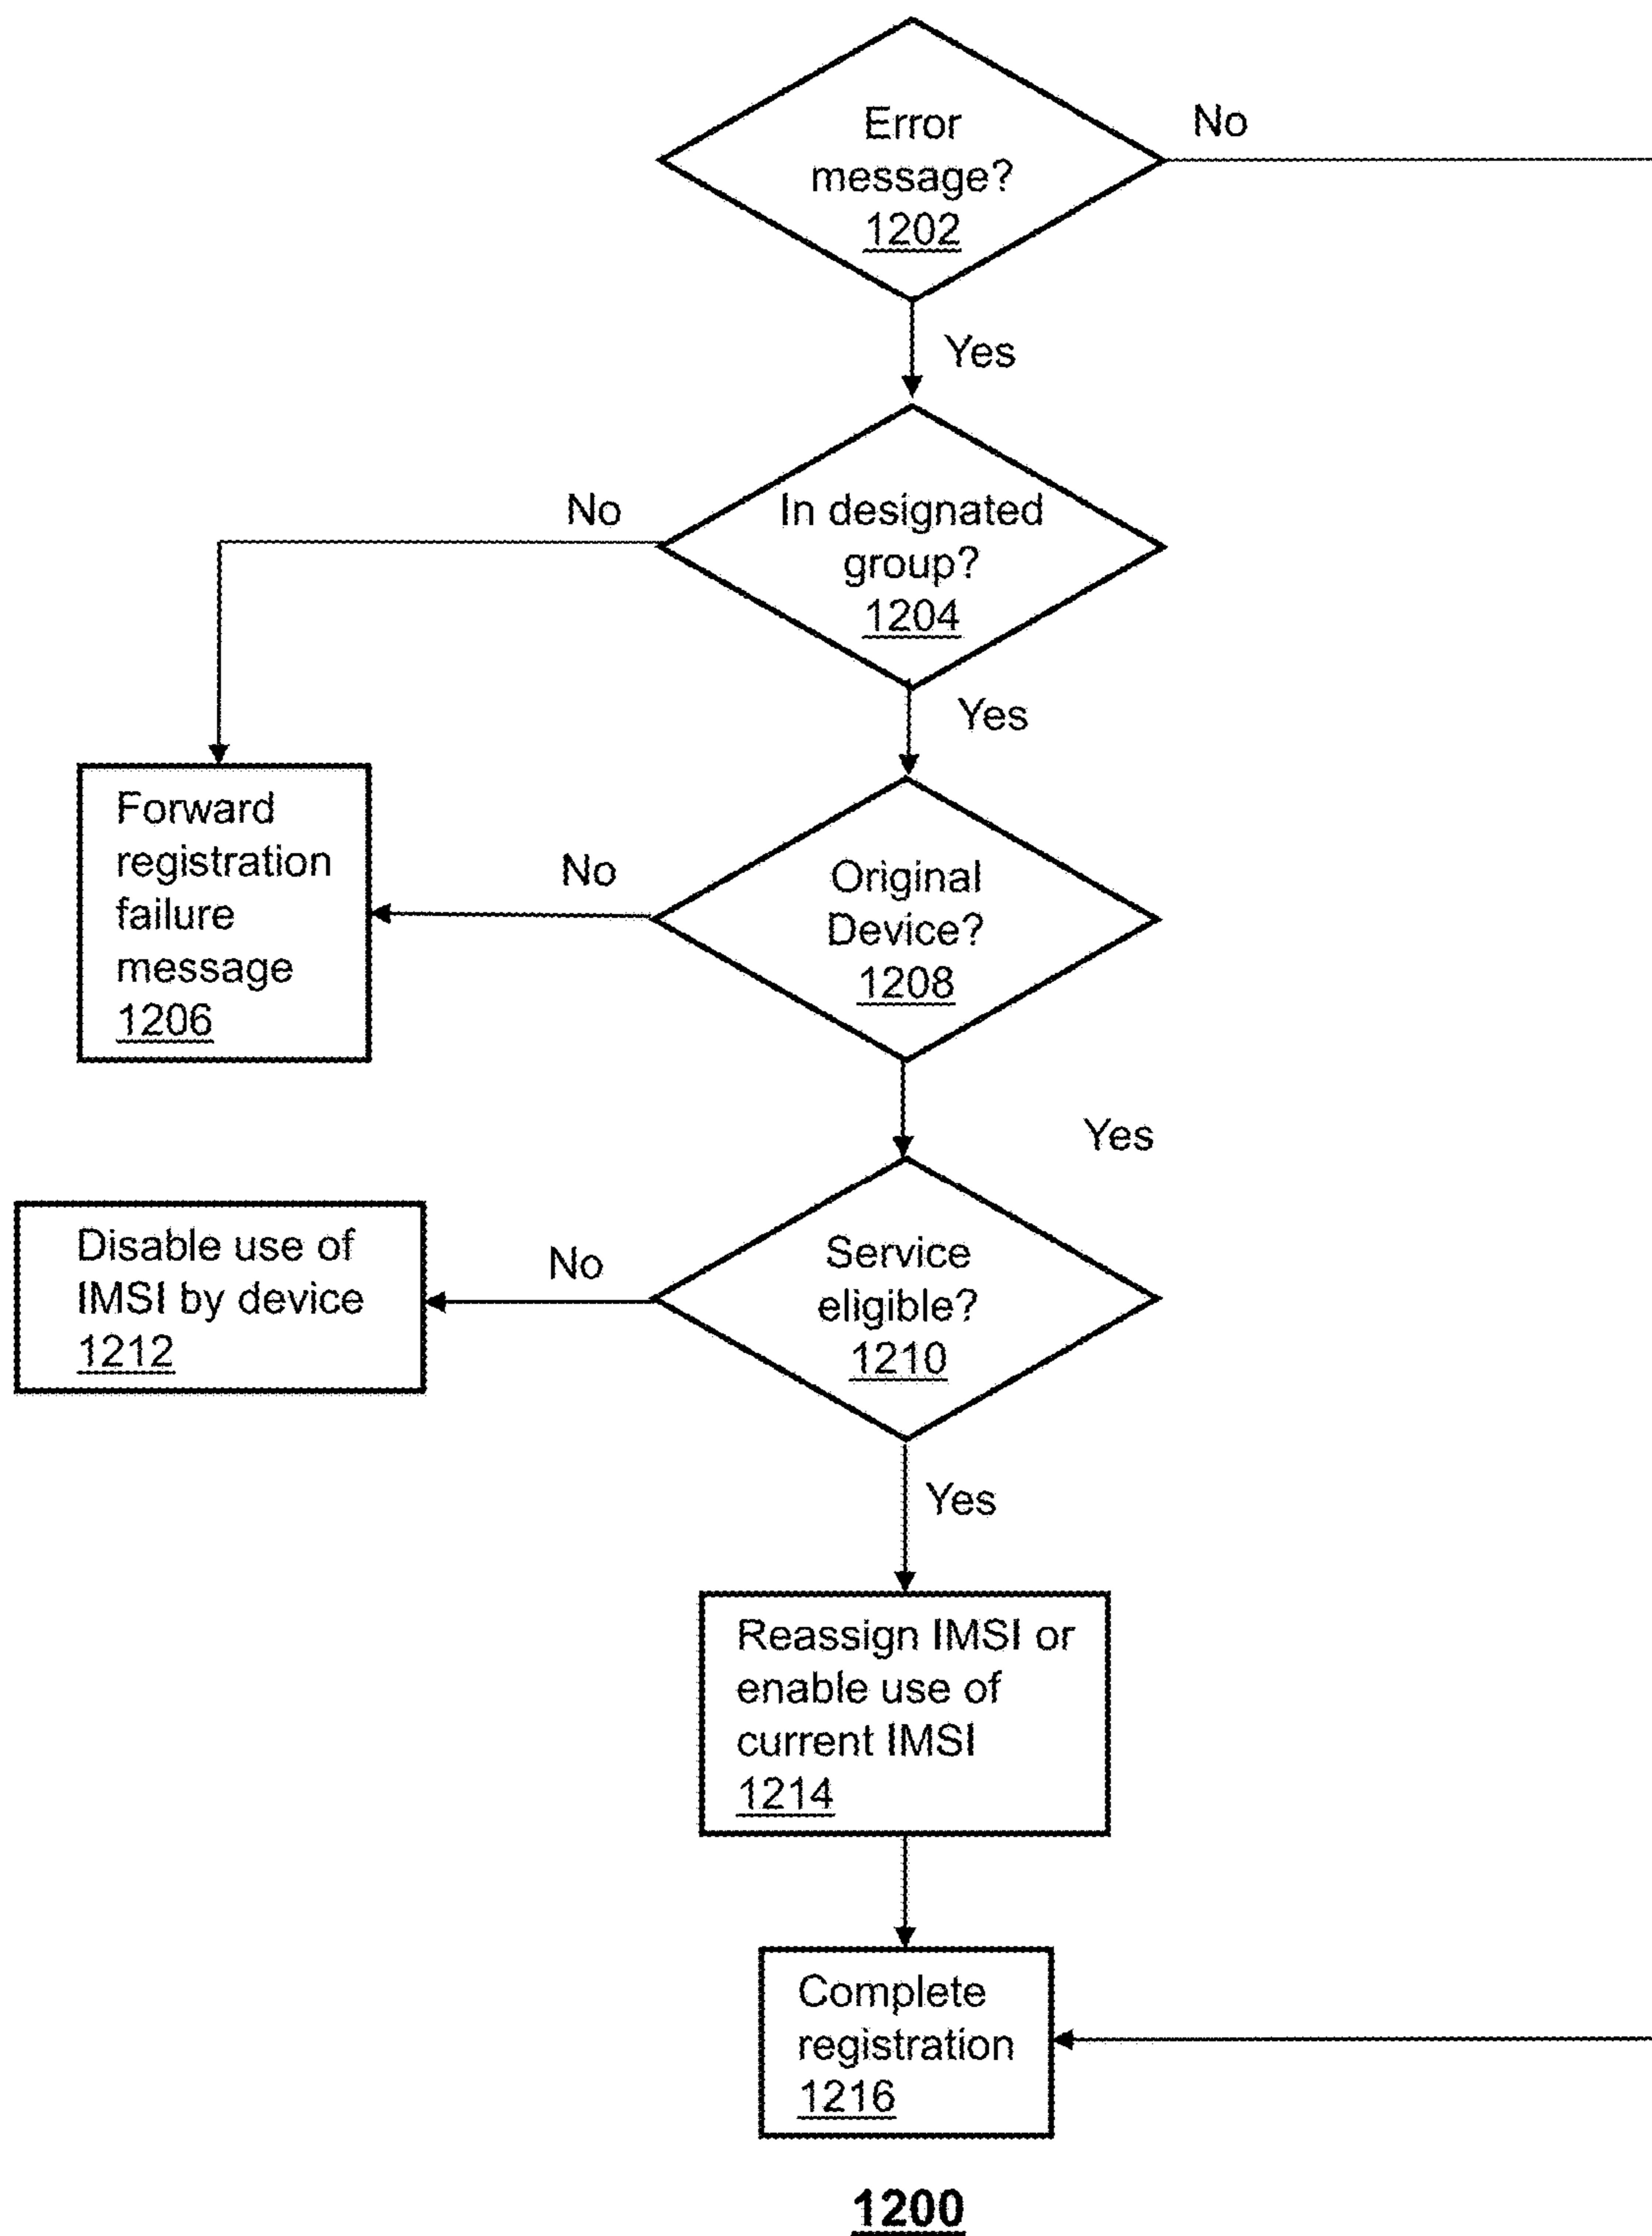 Error
message?
1202
No
Yes
In designated
group?
1204
No
Yes
Forward
registration
failure
message
1206
No
Original
Device?
1208
Yes
Disable use of
IMSI by device
1212
No
Service
eligible?
1210
Yes
Reassign IMSI or
enable use of
current IMSI
1214
Complete
registration
1216
1200